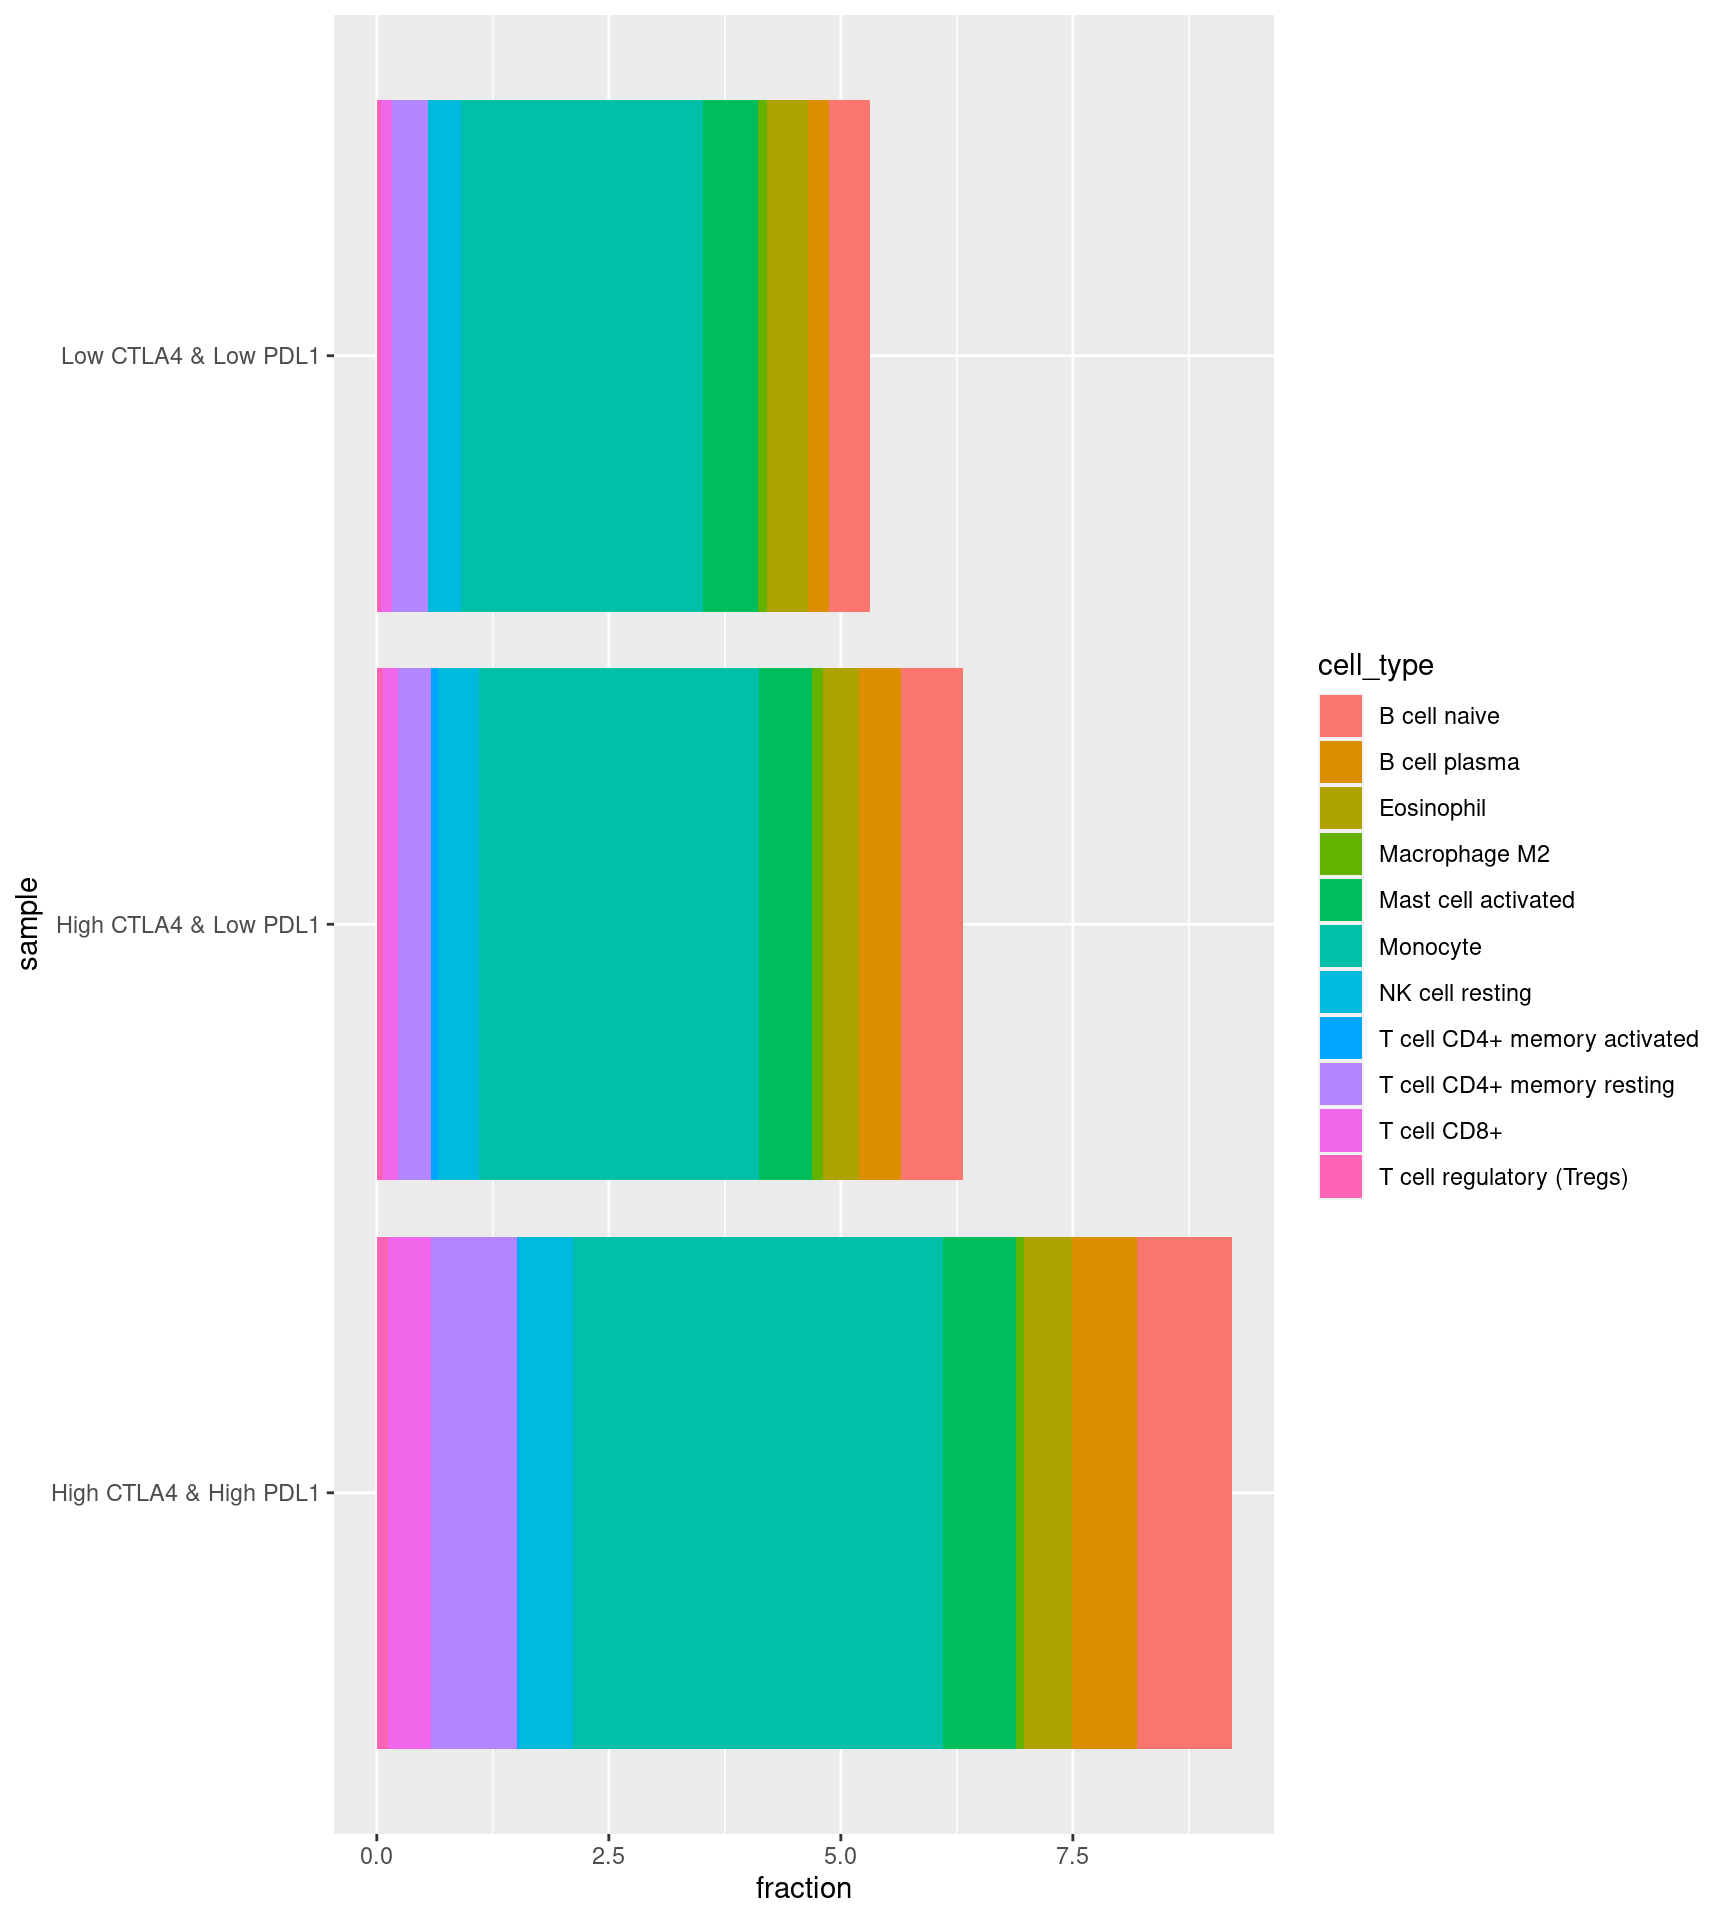 Low CTLA4 & Low PDL1
High CTLA4 & Low PDL1
High CTLA4 & High PDL1
sample
0.0 2.5 5.0 7.5
fraction
cell_type
B cell naive
B cell plasma
Eosinophil
Macrophage M2
Mast cell activated
Monocyte
NK cell resting
T cell CD4+ memory activated
T cell CD4+ memory resting
T cell CD8+
T cell regulatory (Tregs)